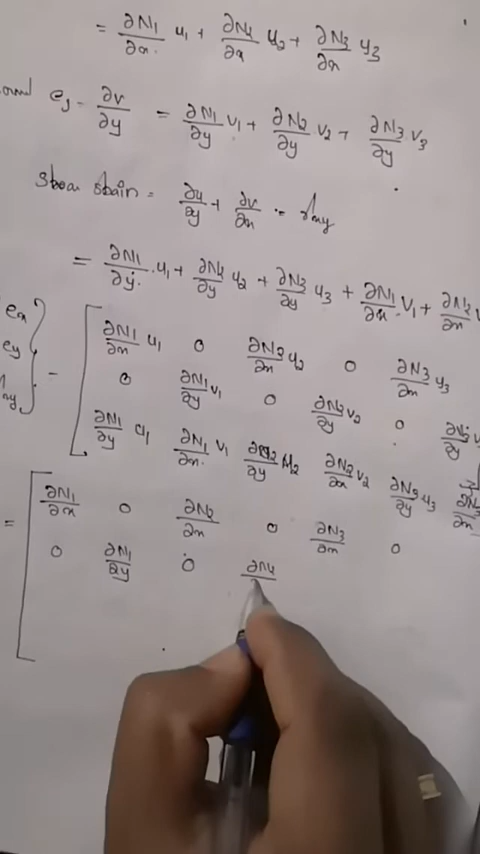 = ∂N1/∂x u1 + ∂N2/∂x u2 + ∂N3/∂x u3
ey = ∂v/∂y = ∂N1/∂y v1 + ∂N2/∂y v2 + ∂N3/∂y v3
Shear strain = ∂u/∂y + ∂v/∂x = γxy
= ∂N1/∂y u1 + ∂N2/∂y u2 + ∂N3/∂y u3 + ∂N1/∂x v1 + ∂N2/∂x
ex ∂N1/∂x u1 0 ∂N2/∂x u2 0 ∂N3/∂x u3
ey = 0 ∂N1/∂y v1 0 ∂N2/∂y v2 0 ∂N3/∂y
xy ∂N1/∂y u1 ∂N1/∂x v1 ∂N2/∂y u2 ∂N2/∂x v2 ∂N3/∂y u3 ∂N3/∂x
= ∂N1/∂x 0 ∂N2/∂x 0 ∂N3/∂x 0
0 ∂N1/∂y 0 ∂N2